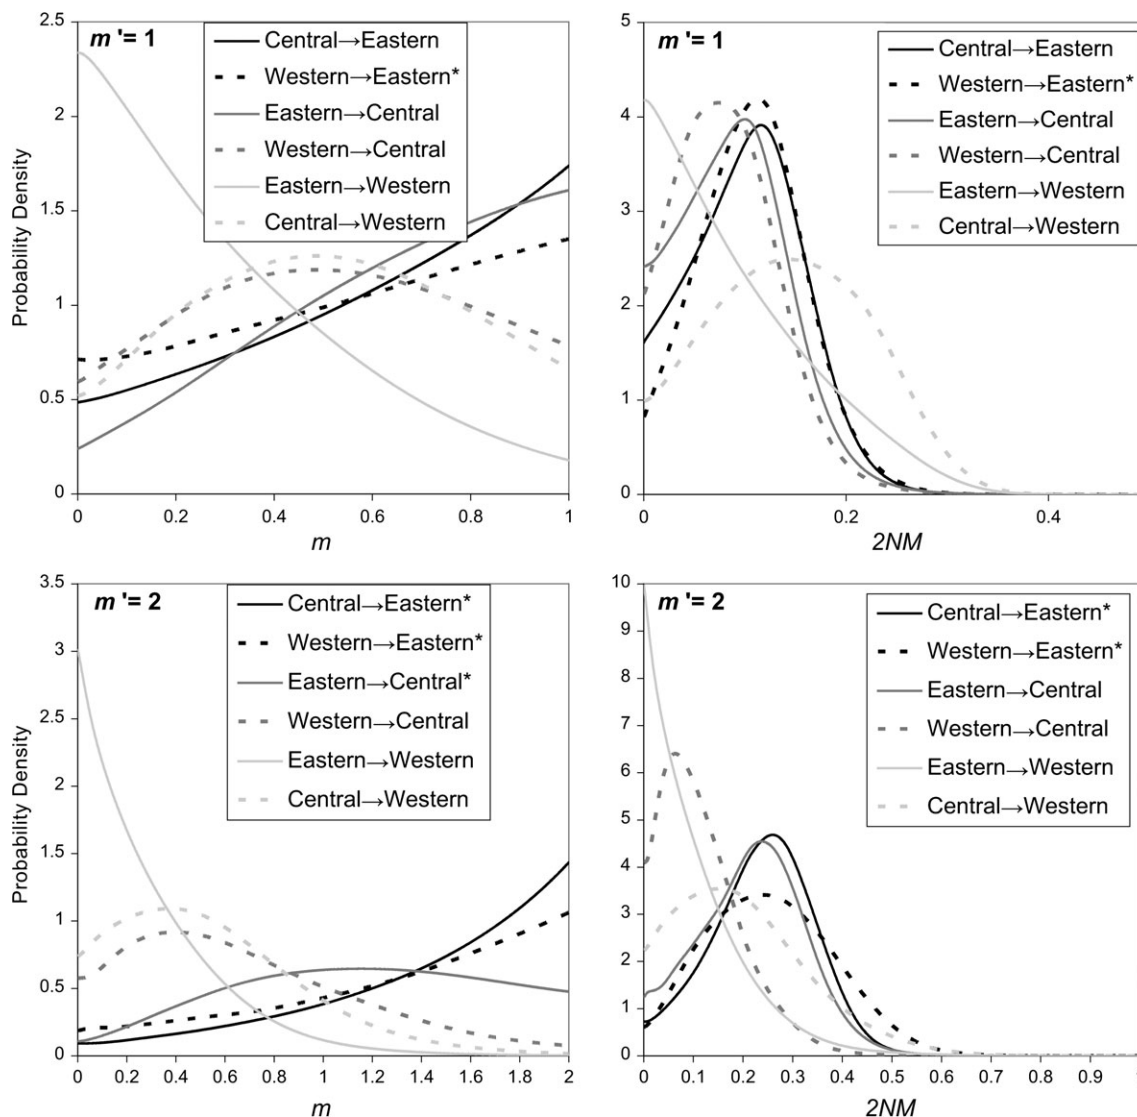 m '= 1
Central→Eastern
Western→Eastern*
Eastern→Central
Western→Central
Eastern→Western
Central→Western
Probability Density
2.5
2
1.5
1
0.5
0
0 0.2 0.4 0.6 0.8 1
m
m '= 1
Central→Eastern
Western→Eastern*
Eastern→Central
Western→Central
Eastern→Western
Central→Western
5
4
3
2
1
0
0 0.2 0.4
2NM
m '= 2
Central→Eastern*
Western→Eastern*
Eastern→Central*
Western→Central
Eastern→Western
Central→Western
Probability Density
3.5
3
2.5
2
1.5
1
0.5
0
0 0.2 0.4 0.6 0.8 1 1.2 1.4 1.6 1.8 2
m
m '= 2
Central→Eastern*
Western→Eastern*
Eastern→Central
Western→Central
Eastern→Western
Central→Western
10
9
8
7
6
5
4
3
2
1
0
0 0.1 0.2 0.3 0.4 0.5 0.6 0.7 0.8 0.9
2NM